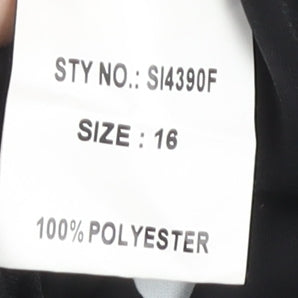 STY NO.: SI4390F
SIZE : 16
100% POLYESTER